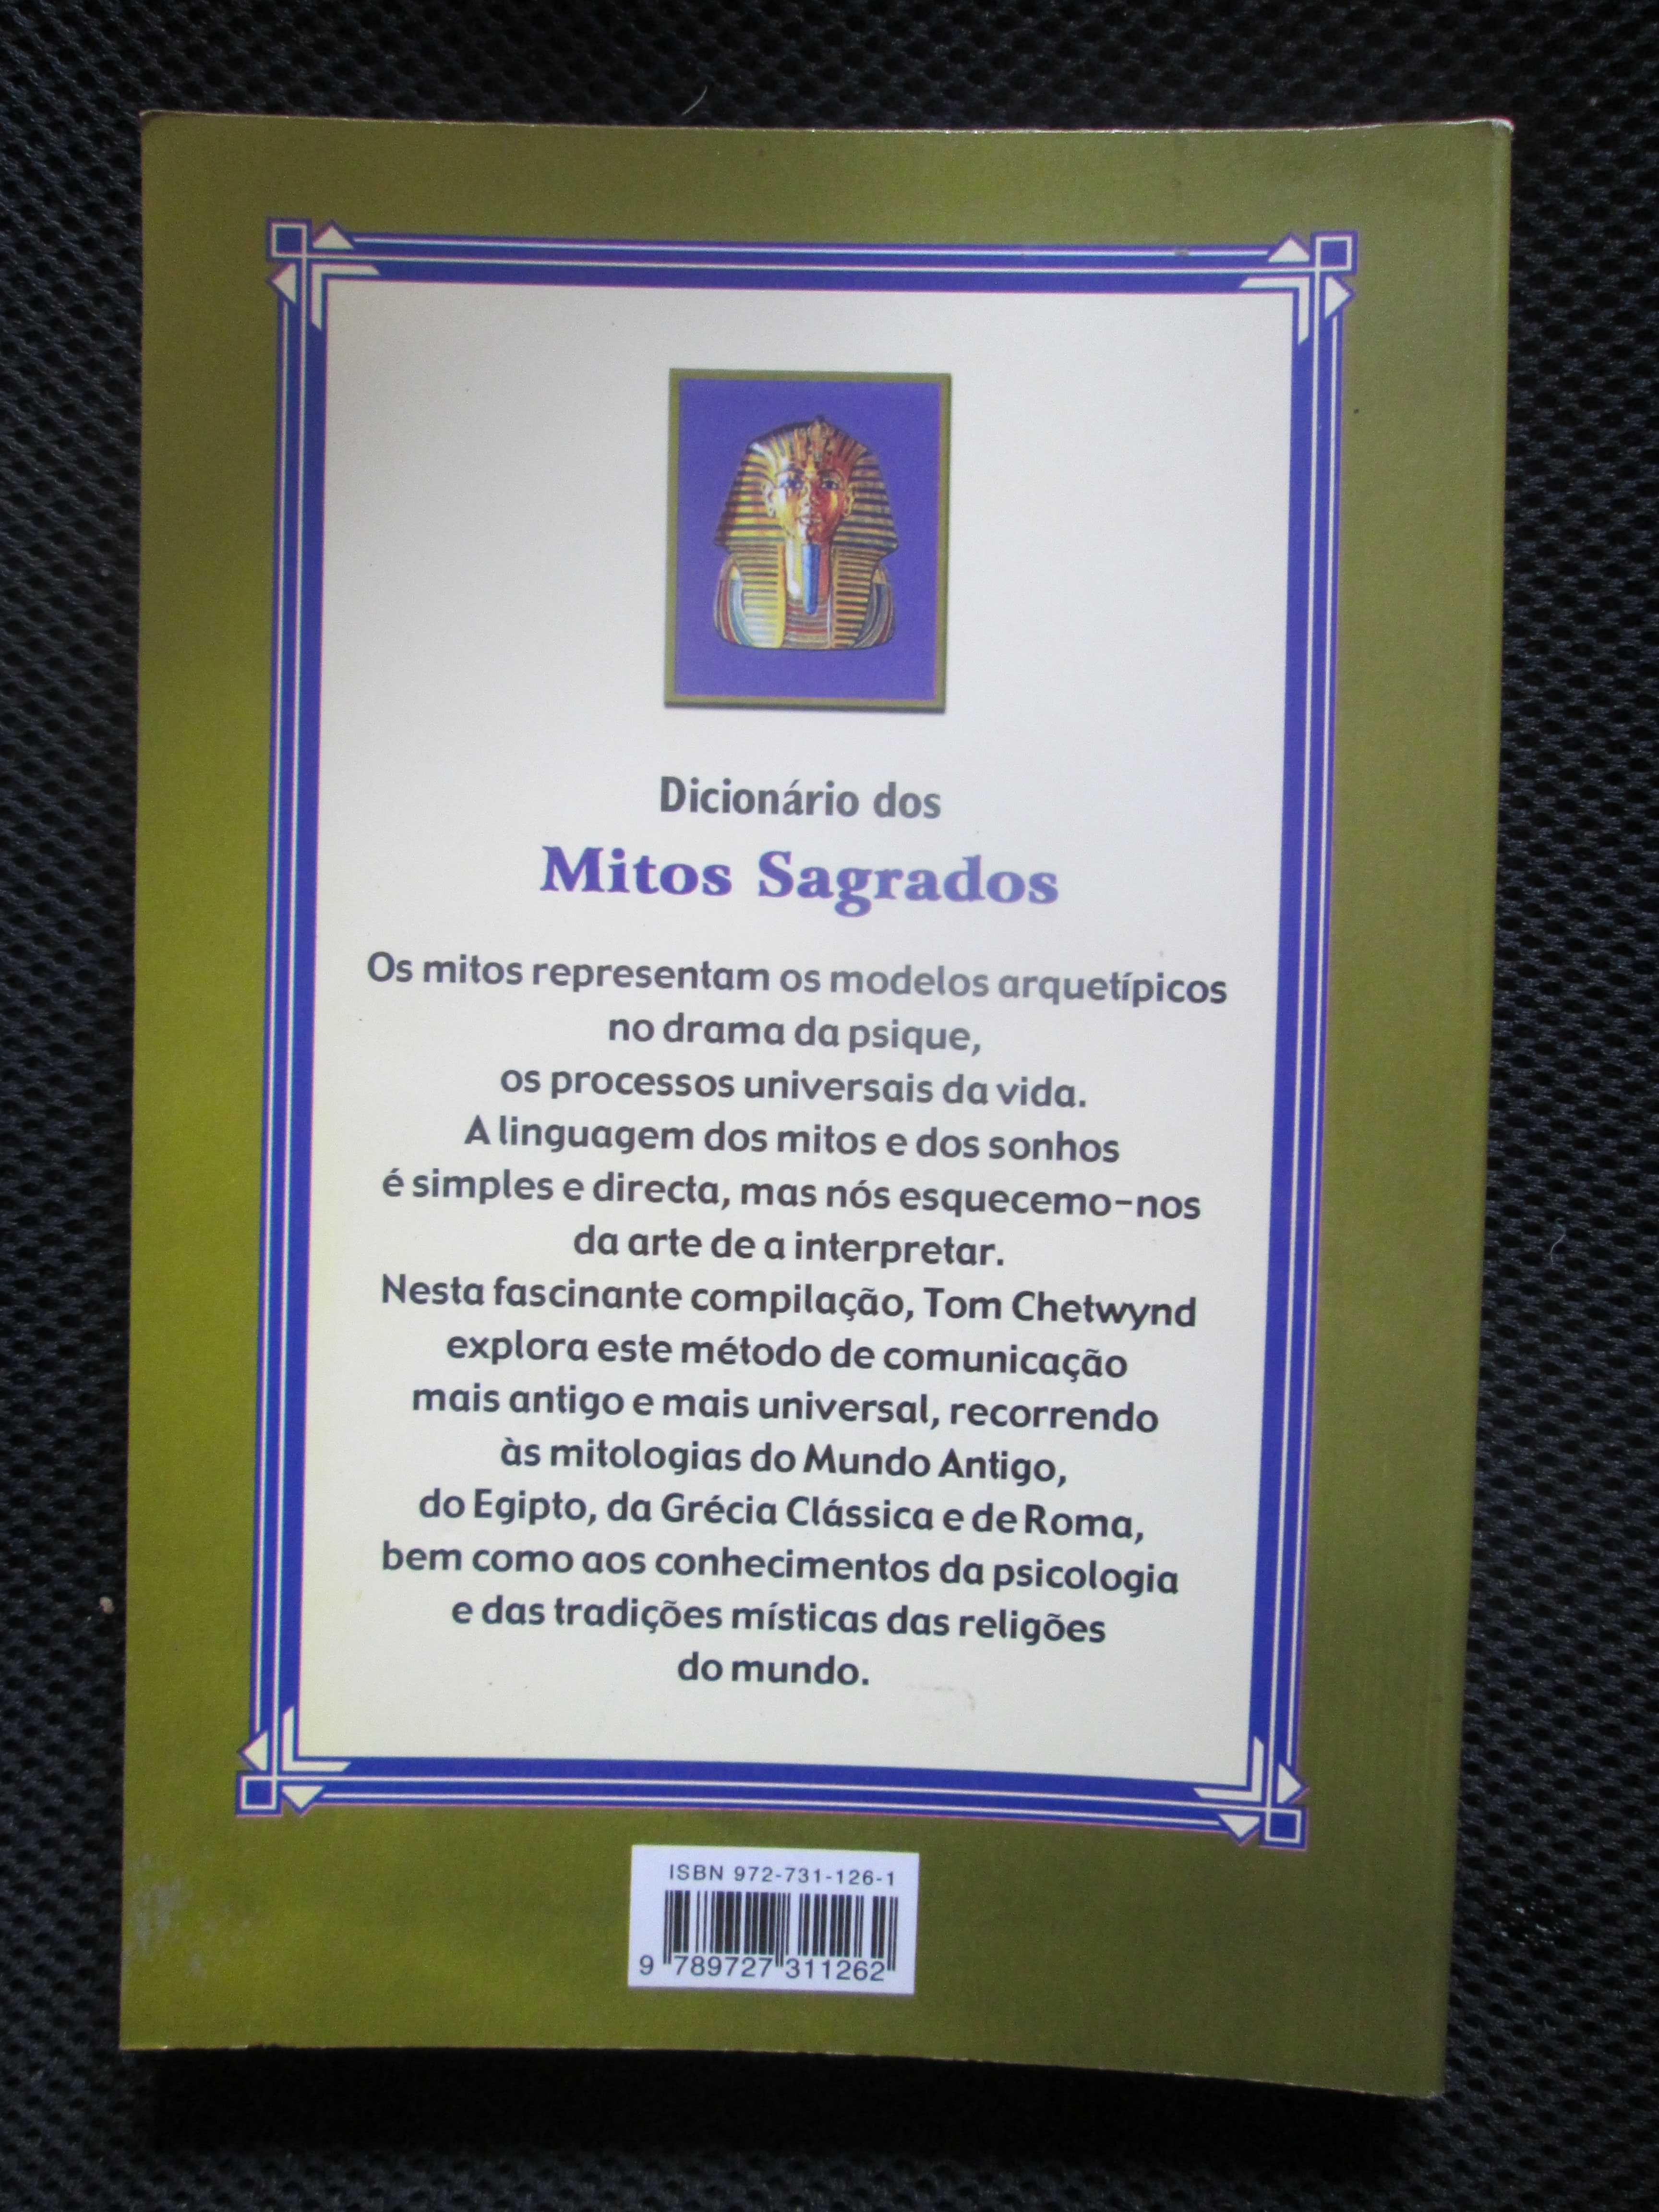 Dicionário dos
Mitos Sagrados
Os mitos representam os modelos arquetípicos
no drama da psique,
os processos universais da vida.
A linguagem dos mitos e dos sonhos
é simples e directa, mas nós esquecemo-nos
da arte de a interpretar.
Nesta fascinante compilação, Tom Chetwynd
explora este método de comunicação
mais antigo e mais universal, recorrendo
às mitologias do Mundo Antigo,
do Egipto, da Grécia Clássica e de Roma,
bem como aos conhecimentos da psicologia
e das tradições místicas das religões
do mundo.
ISBN 972-731-126-1
9 789727 311262